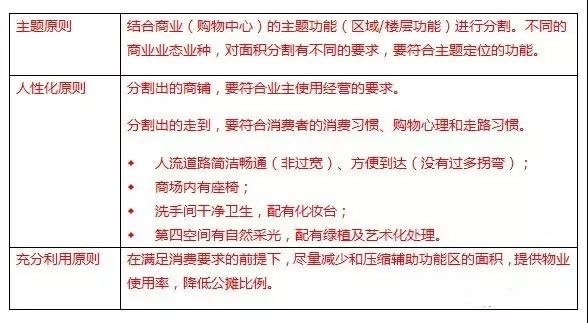 主题原则
结合商业（购物中心）的主题功能（区域/楼层功能）进行分割。不同的
商业业态业种，对面积分割有不同的要求，要符合主题定位的功能。
人性化原则
分割出的商铺，要符合业主使用经营的要求。
分割出的走到，要符合消费者的消费习惯、购物心理和走路习惯。
♦ 人流道路简洁畅通（非过宽）、方便到达（没有过多拐弯）；
♦ 商场内有座椅；
♦ 洗手间干净卫生，配有化妆台；
♦ 第四空间有自然采光，配有绿植及艺术化处理。
充分利用原则
在满足消费要求的前提下，尽量减少和压缩辅助功能区的面积，提供物业
使用率，降低公摊比例。